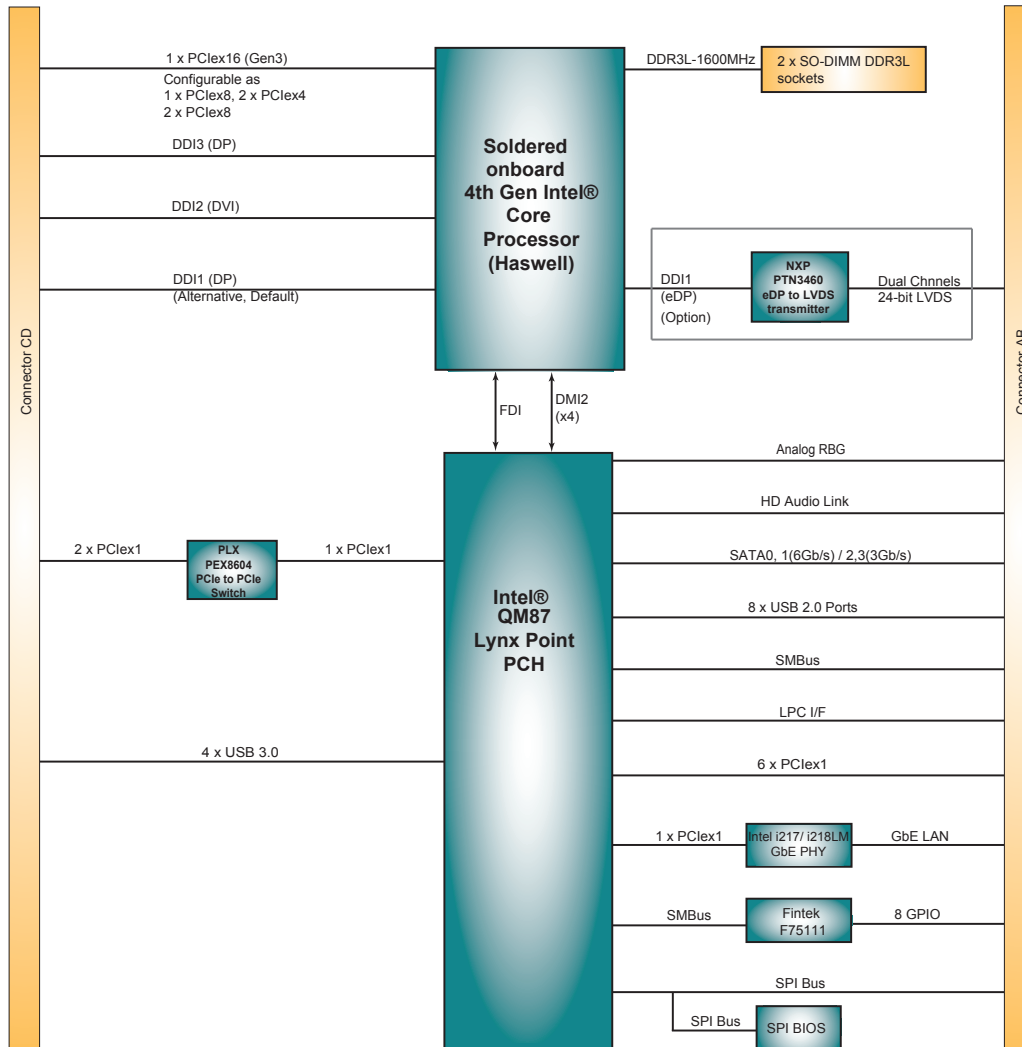 1 x PCIex16 (Gen3)
Configurable as
1 x PCIex8, 2 x PCIex4
2 x PCIex8
DDI3 (DP)
DDI2 (DVI)
DDI1 (DP)
(Alternative, Default)
Connector CD
Soldered
onboard
4th Gen Intel®
Core
Processor
(Haswell)
DDR3L-1600MHz
2 x SO-DIMM DDR3L
sockets
DDI1
(eDP)
(Option)
NXP
PTN3460
eDP to LVDS
transmitter
Dual Chnnels
24-bit LVDS
Connector AB
FDI
DMI2
(x4)
2 x PCIex1
PLX
PEX8604
PCIe to PCIe
Switch
1 x PCIex1
4 x USB 3.0
Intel®
QM87
Lynx Point
PCH
Analog RBG
HD Audio Link
SATA0, 1(6Gb/s) / 2,3(3Gb/s)
8 x USB 2.0 Ports
SMBus
LPC I/F
6 x PCIex1
1 x PCIex1
Intel i217/ i218LM
GbE PHY
GbE LAN
SMBus
Fintek
F75111
8 GPIO
SPI Bus
SPI Bus
SPI BIOS